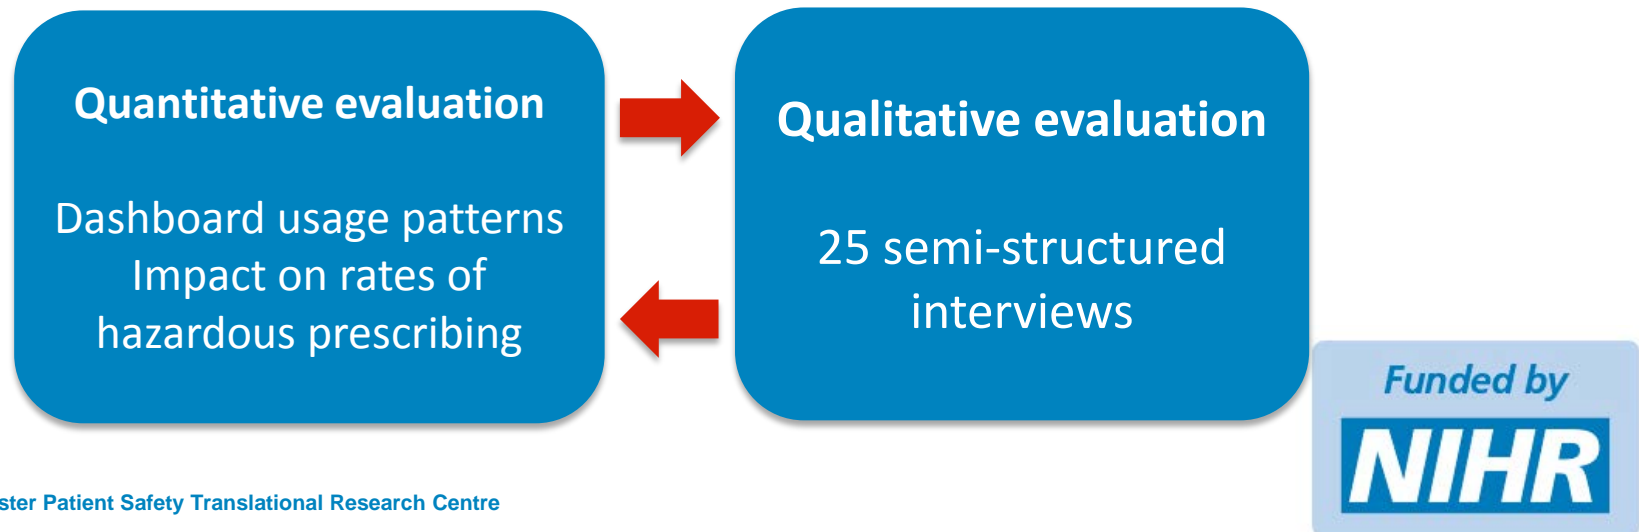 Quantitative evaluation
Dashboard usage patterns
Impact on rates of
hazardous prescribing
Qualitative evaluation
25 semi-structured
interviews
Funded by
NIHR
ster Patient Safety Translational Research Centre